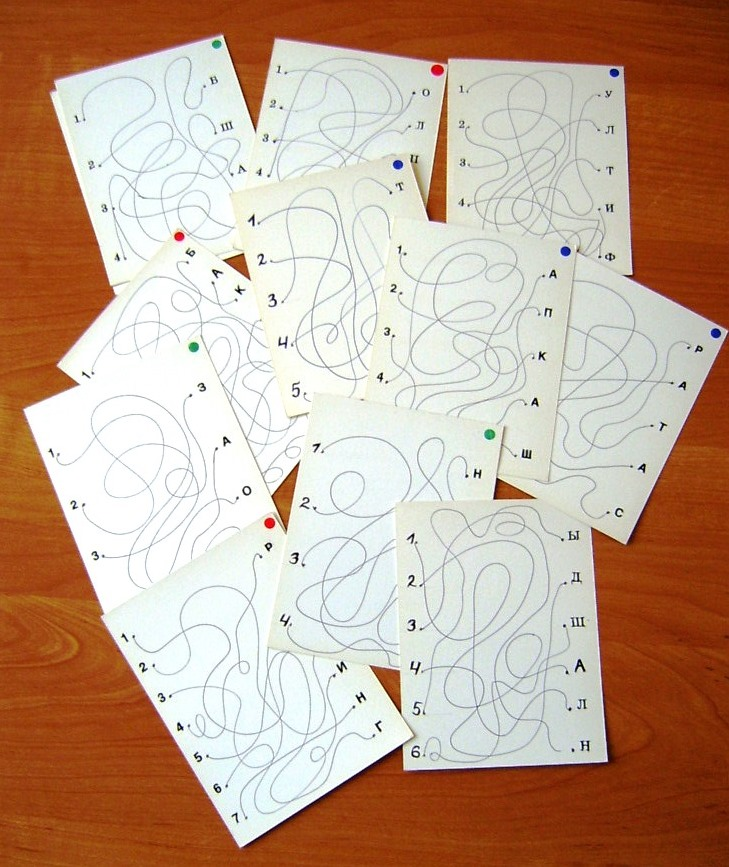 1. В
Ш
2. А
3.
4.
1. О
2.
Л
3.
4. Ц
1. У
2. Л
3. Т
4. И
Ф
Б
А
К
1.
Т
1.
2.
3.
4.
5.
1. А
2. П
3. К
4. А
Ш
Р
А
Т
А
С
З
1. А
2. О
3.
1. Н
2.
3.
4.
Р
1.
2.
3. И
4. Н
5. Г
6.
7.
1. Ы
2. Д
3. Ш
4. А
5. Л
6. Н